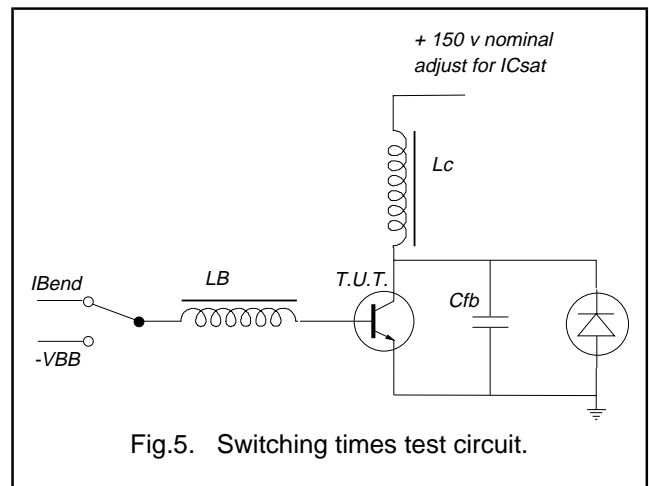 + 150 v nominal
adjust for ICsat
Lc
IBend
LB
T.U.T.
Cfb
-VBB
Fig.5. Switching times test circuit.